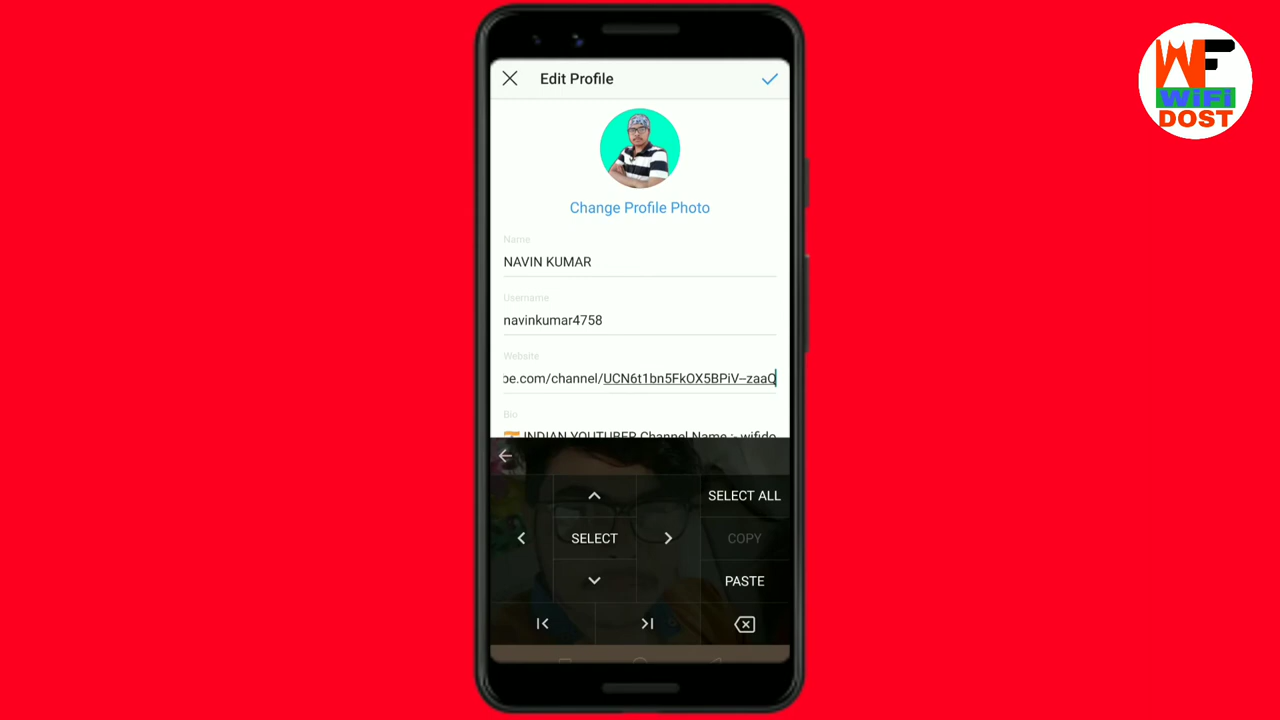 Edit Profile
Change Profile Photo
Name
NAVIN KUMAR
Username
navinkumar4758
Website
be.com/channel/UCN6t1bn5FkOX5BPiV--zaaQ
Bio
INDIAN YOUTUBER Channel Name :- wifido
SELECT ALL
SELECT
COPY
PASTE
WF
WiFi
DOST